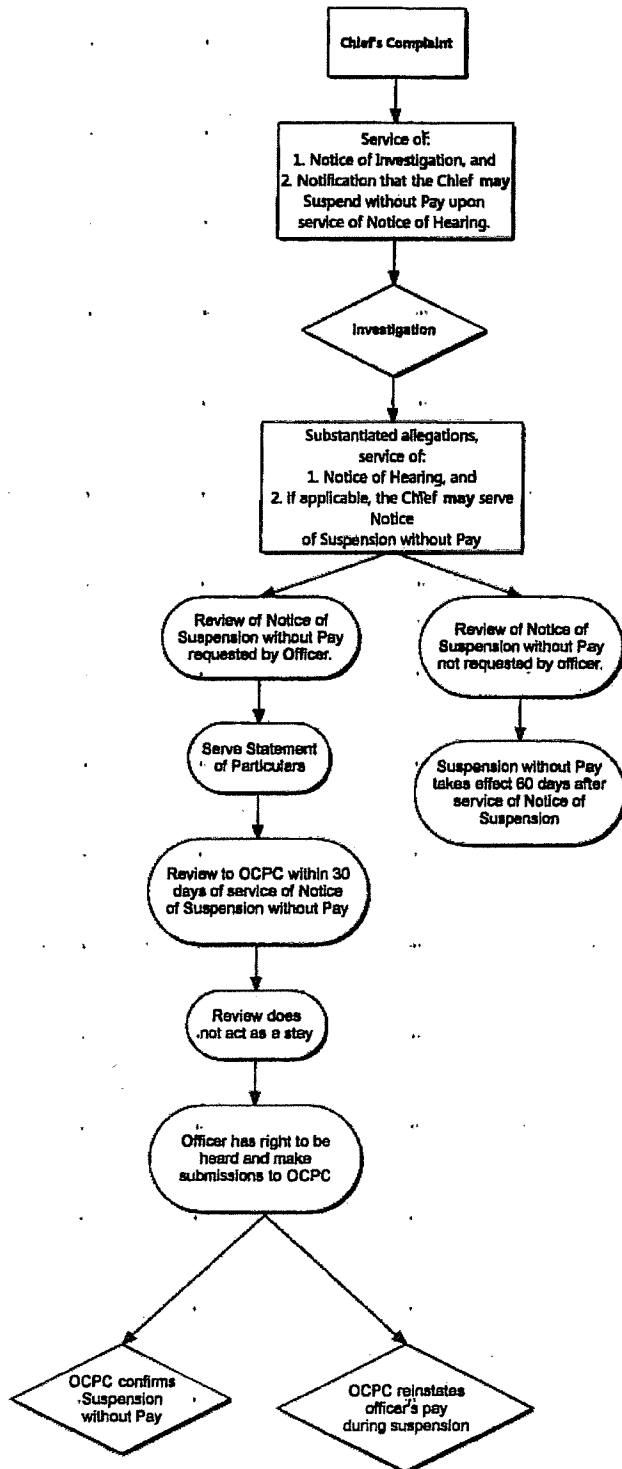 Chief's Complaint
Service of:
1. Notice of Investigation, and
2. Notification that the Chief may
Suspend without Pay upon
service of Notice of Hearing.
Investigation
Substantiated allegations,
service of:
1. Notice of Hearing, and
2. If applicable, the Chief may serve
Notice
of Suspension without Pay
Review of Notice of
Suspension without Pay
requested by Officer.
Review of Notice of
Suspension without Pay
not requested by officer.
Serve Statement
of Particulars
Suspension without Pay
takes effect 60 days after
service of Notice of
Suspension
Review to OCPC within 30
days of service of Notice
of Suspension without Pay
Review does
not act as a stay
Officer has right to be
heard and make
submissions to OCPC
OCPC confirms
Suspension
without Pay
OCPC reinstates
officer's pay
during suspension